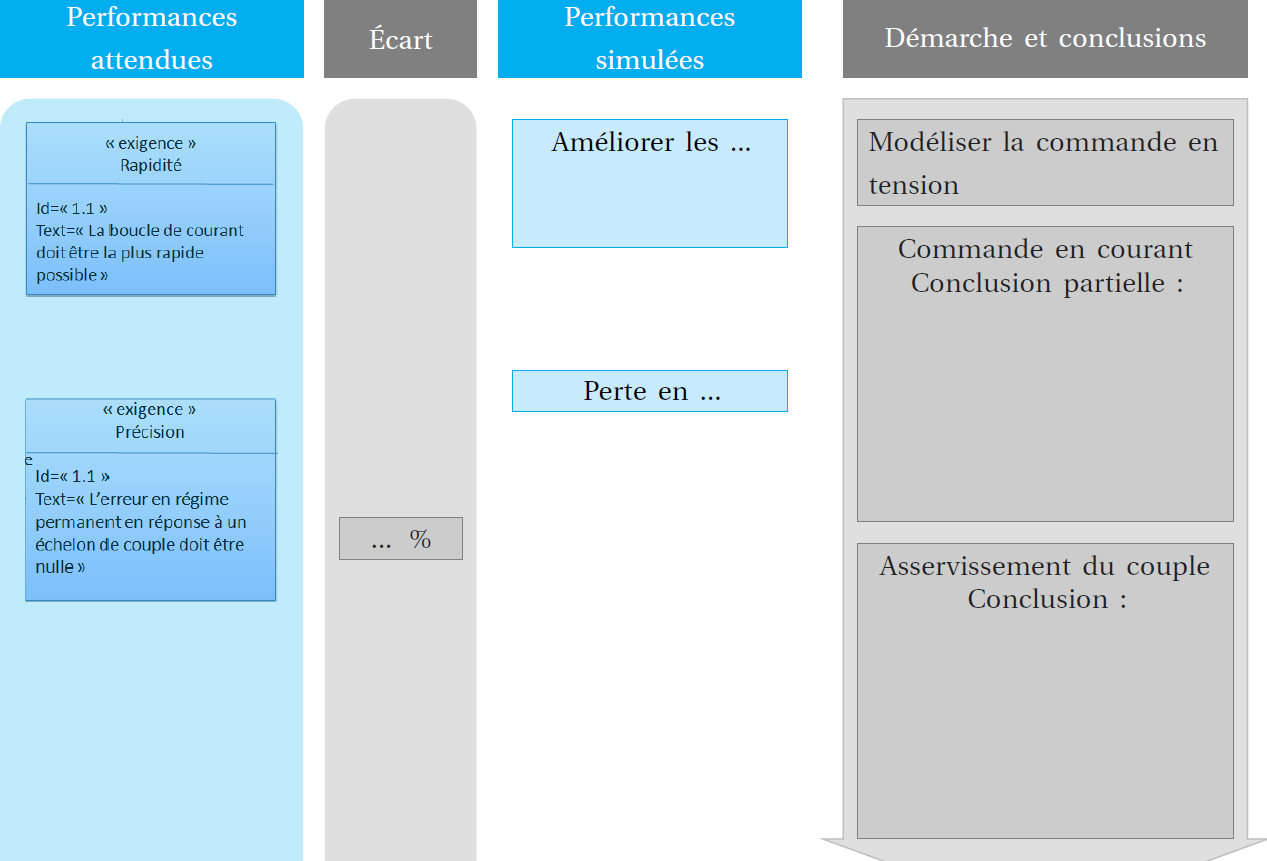 Performances
attendues
Écart
Performances
simulées
Démarche et conclusions
« exigence »
Rapidité
Id=« 1.1 »
Text=« La boucle de courant
doit être la plus rapide
possible »
« exigence »
Précision
e
Id=« 1.1 »
Text=« L’erreur en régime
permanent en réponse à un
échelon de couple doit être
nulle »
... %
Améliorer les ...
Perte en ...
Modéliser la commande en
tension
Commande en courant
Conclusion partielle :
Asservissement du couple
Conclusion :